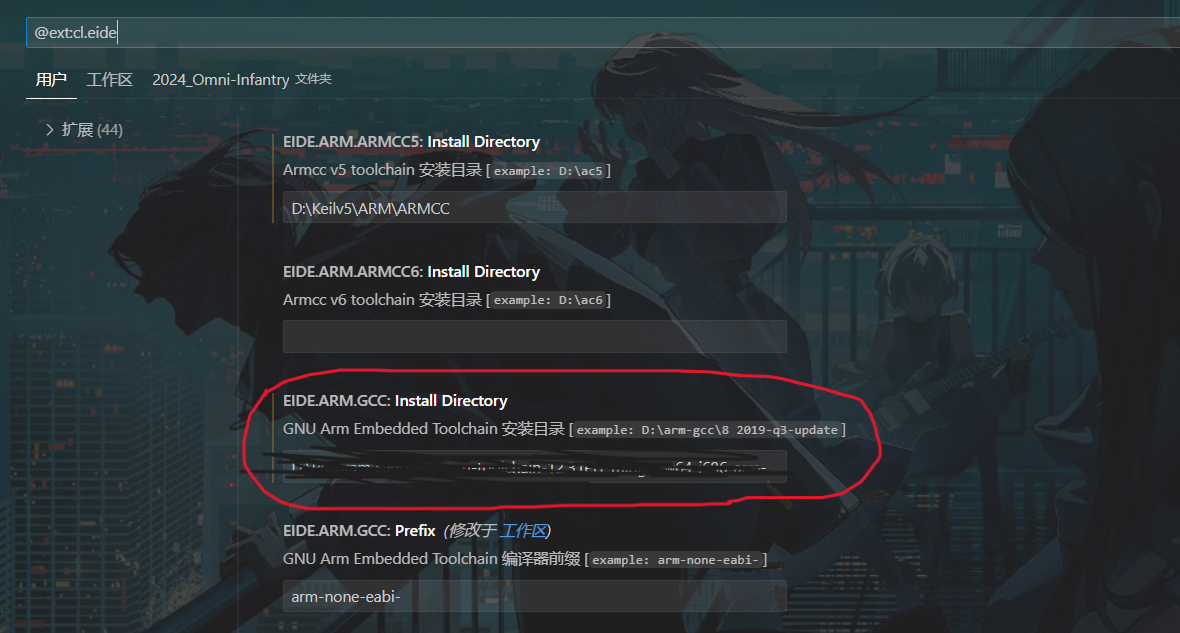 @ext:cl.eide
用户 工作区 2024_Omni-Infantry 文件夹
扩展 (44)
EIDE.ARM.ARMCC5: Install Directory
Armcc v5 toolchain 安装目录 [example: D:\ac5]
D:\Keilv5\ARM\ARMCC
EIDE.ARM.ARMCC6: Install Directory
Armcc v6 toolchain 安装目录 [example: D:\ac6]
EIDE.ARM.GCC: Install Directory
GNU Arm Embedded Toolchain 安装目录 [example: D:\arm-gcc\8 2019-q3-update]
EIDE.ARM.GCC: Prefix (修改于 工作区)
GNU Arm Embedded Toolchain 编译器前缀 [example: arm-none-eabi-]
arm-none-eabi-